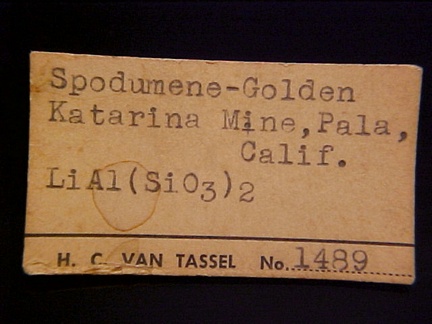 Spodumene-Golden
Katarina Mine, Pala,
Calif.
LiAl(SiO3)2
H. C. VAN TASSEL No. 1489